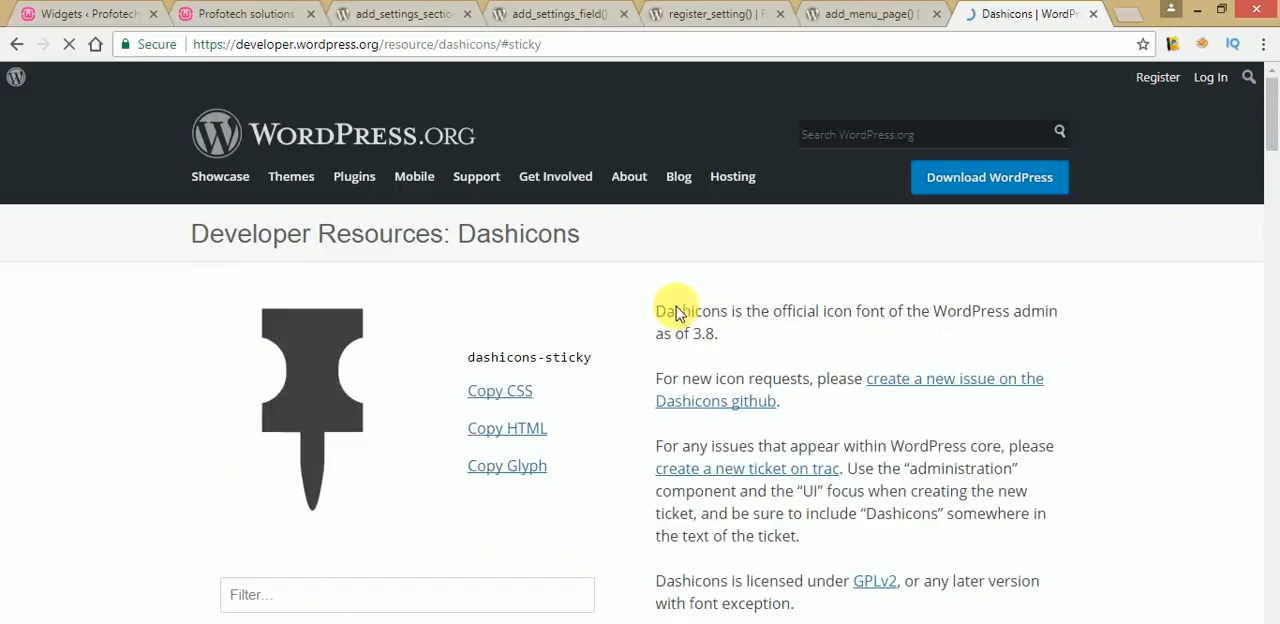 Widgets ‹ Profotech
Profotech solutions
add_settings_sectio
add_settings_field()
register_setting() | F
add_menu_page() |
Dashicons | WordPr
Secure
https://developer.wordpress.org/resource/dashicons/#sticky
IQ
Register
Log In
WORDPRESS.ORG
Search WordPress.org
Showcase
Themes
Plugins
Mobile
Support
Get Involved
About
Blog
Hosting
Download WordPress
Developer Resources: Dashicons
dashicons-sticky
Copy CSS
Copy HTML
Copy Glyph
Filter...
Dashicons is the official icon font of the WordPress admin
as of 3.8.
For new icon requests, please create a new issue on the
Dashicons github.
For any issues that appear within WordPress core, please
create a new ticket on trac. Use the “administration”
component and the “UI” focus when creating the new
ticket, and be sure to include “Dashicons” somewhere in
the text of the ticket.
Dashicons is licensed under GPLv2, or any later version
with font exception.